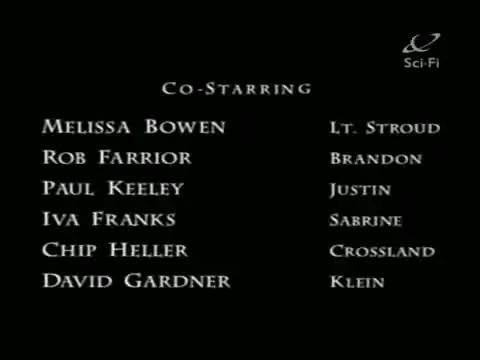 Sci-Fi
Co-Starring
Melissa Bowen Lt. Stroud
Rob Farrior Brandon
Paul Keeley Justin
Iva Franks Sabrine
Chip Heller Crossland
David Gardner Klein